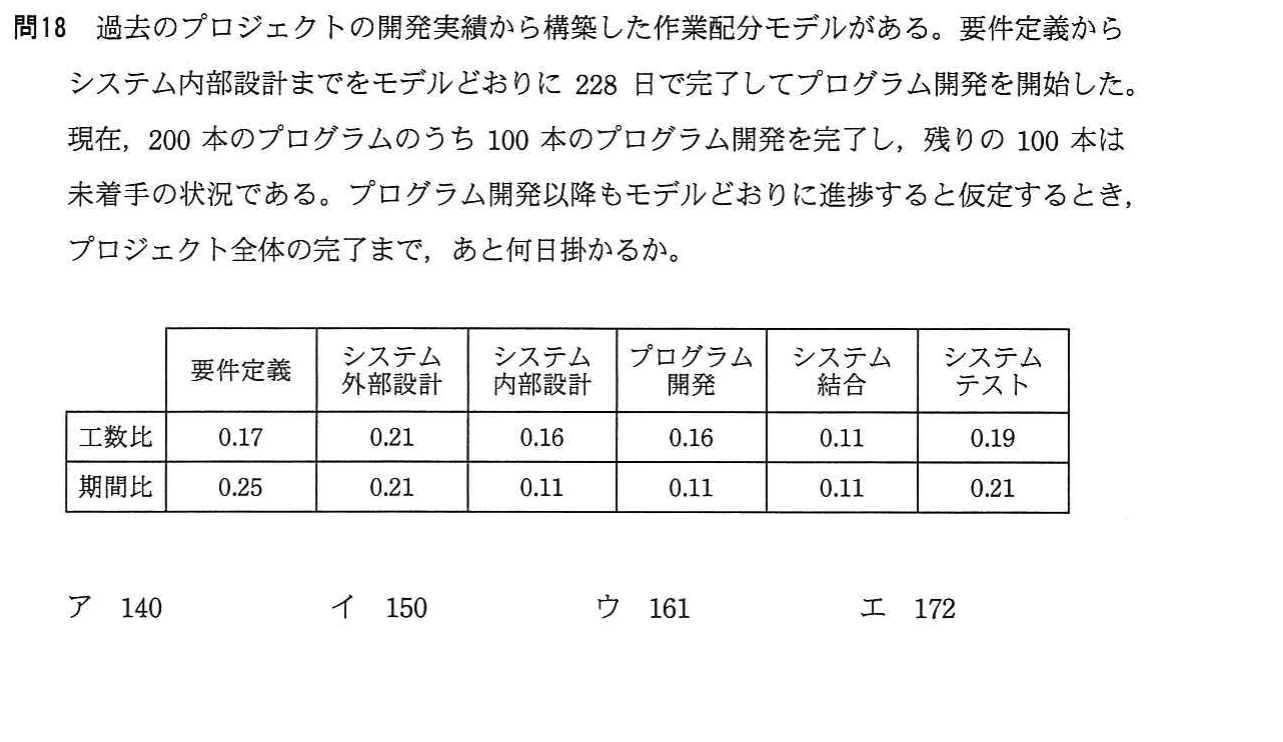 問18 過去のプロジェクトの開発実績から構築した作業配分モデルがある。要件定義から
システム内部設計までをモデルどおりに 228 日で完了してプログラム開発を開始した。
現在，200 本のプログラムのうち 100 本のプログラム開発を完了し，残りの 100 本は
未着手の状況である。プログラム開発以降もモデルどおりに進捗すると仮定するとき，
プロジェクト全体の完了まで，あと何日掛かるか。
要件定義 システム外部設計 システム内部設計 プログラム開発 システム結合 システムテスト
工数比 0.17 0.21 0.16 0.16 0.11 0.19
期間比 0.25 0.21 0.11 0.11 0.11 0.21
ア 140 イ 150 ウ 161 エ 172